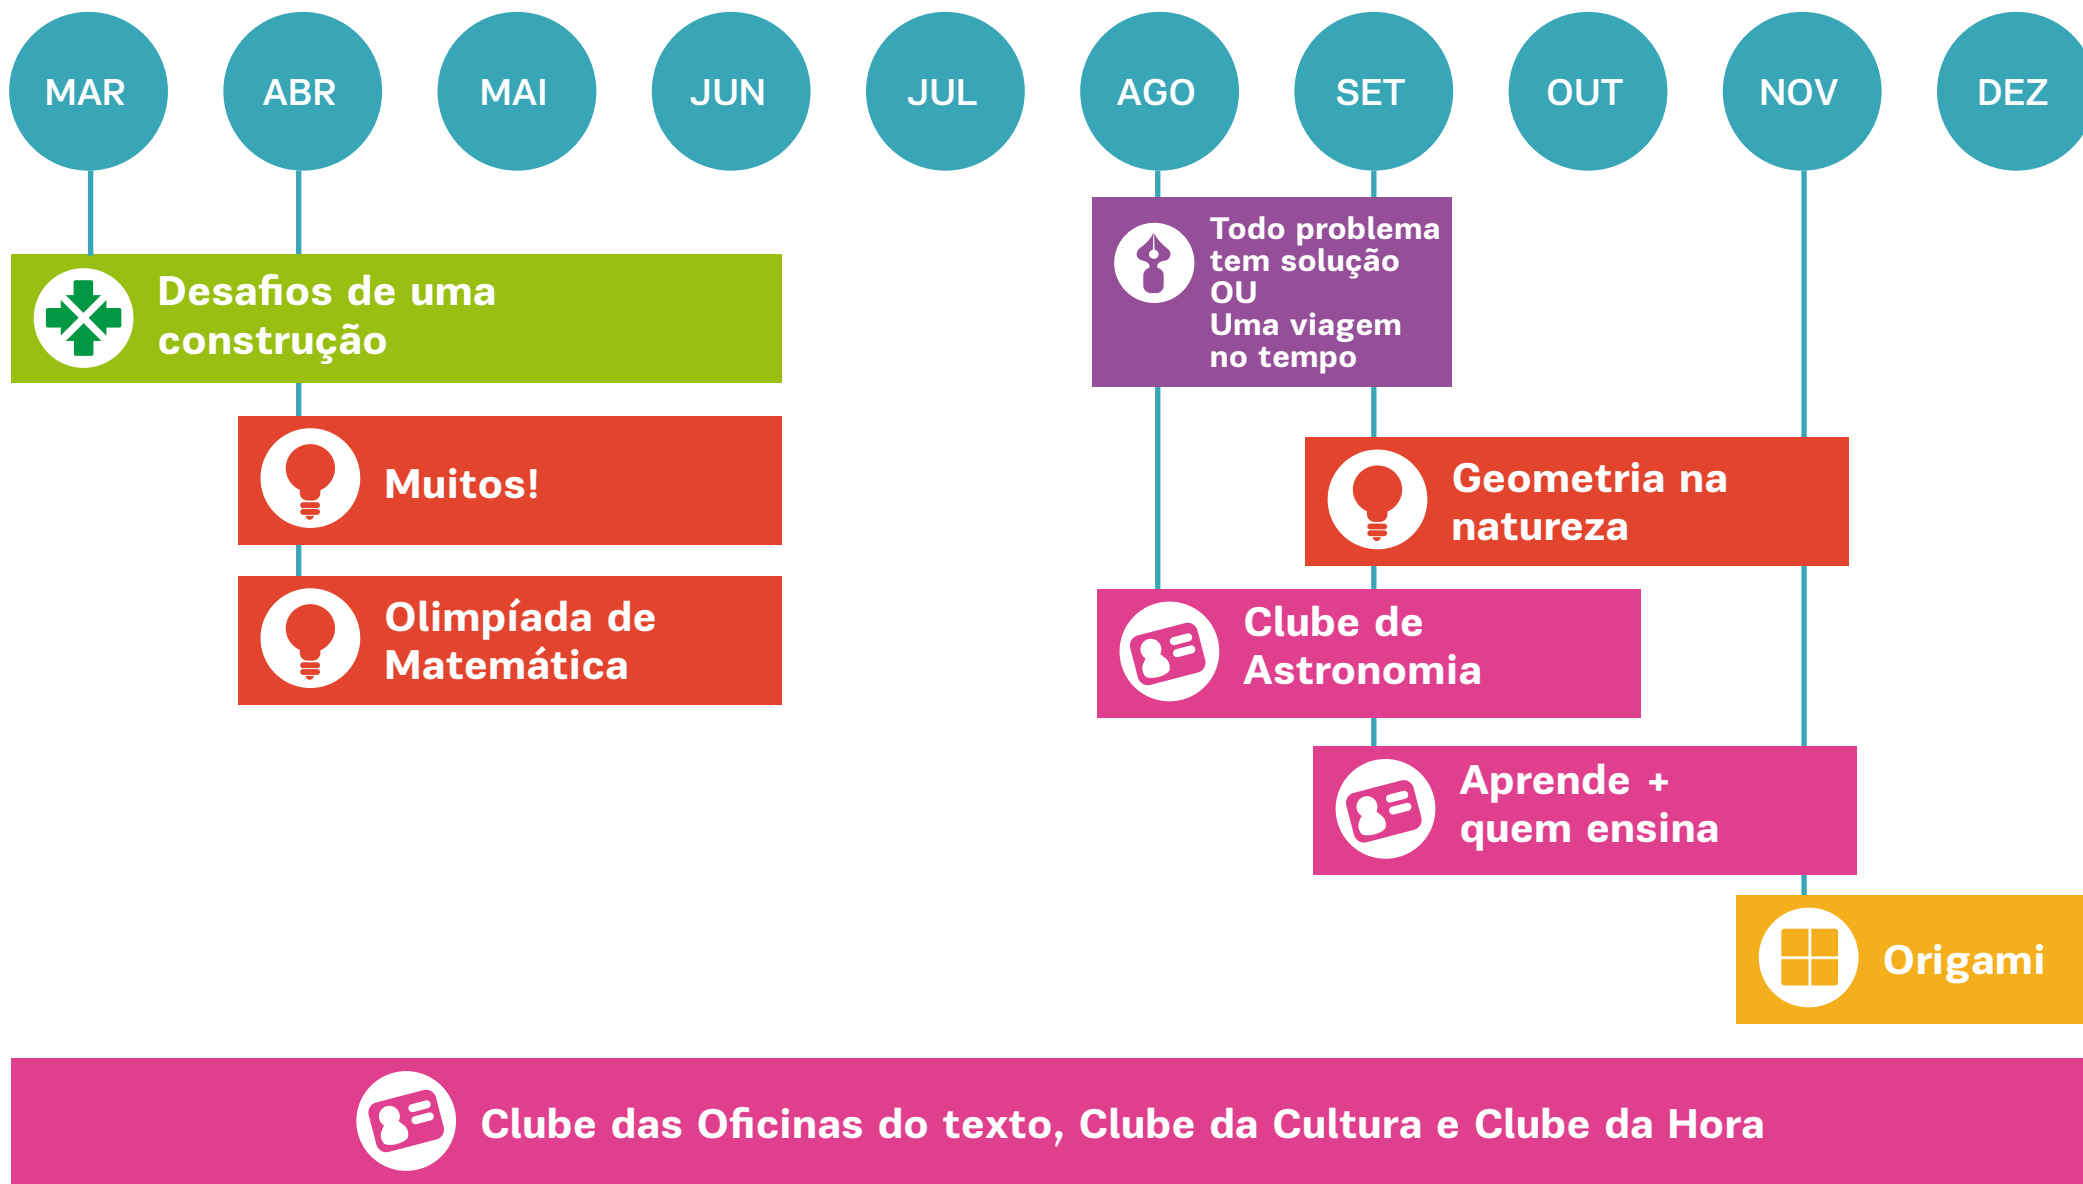 MAR ABR MAI JUN JUL AGO SET OUT NOV DEZ
Desafios de uma
construção
Muitos!
Olimpíada de
Matemática
Todo problema
tem solução
OU
Uma viagem
no tempo
Geometria na
natureza
Clube de
Astronomia
Aprende +
quem ensina
Origami
Clube das Oficinas do texto, Clube da Cultura e Clube da Hora